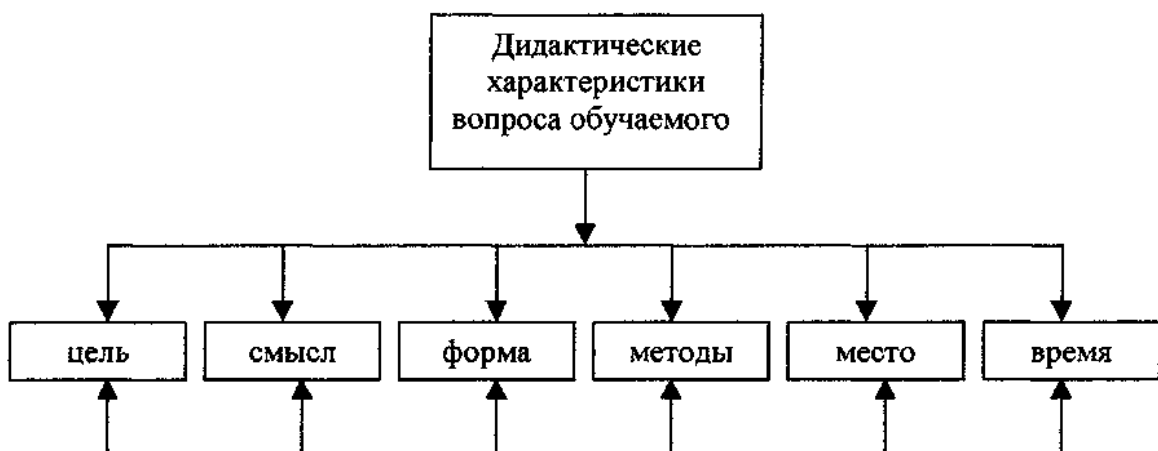 Дидактические
характеристики
вопроса обучаемого
цель смысл форма методы место время